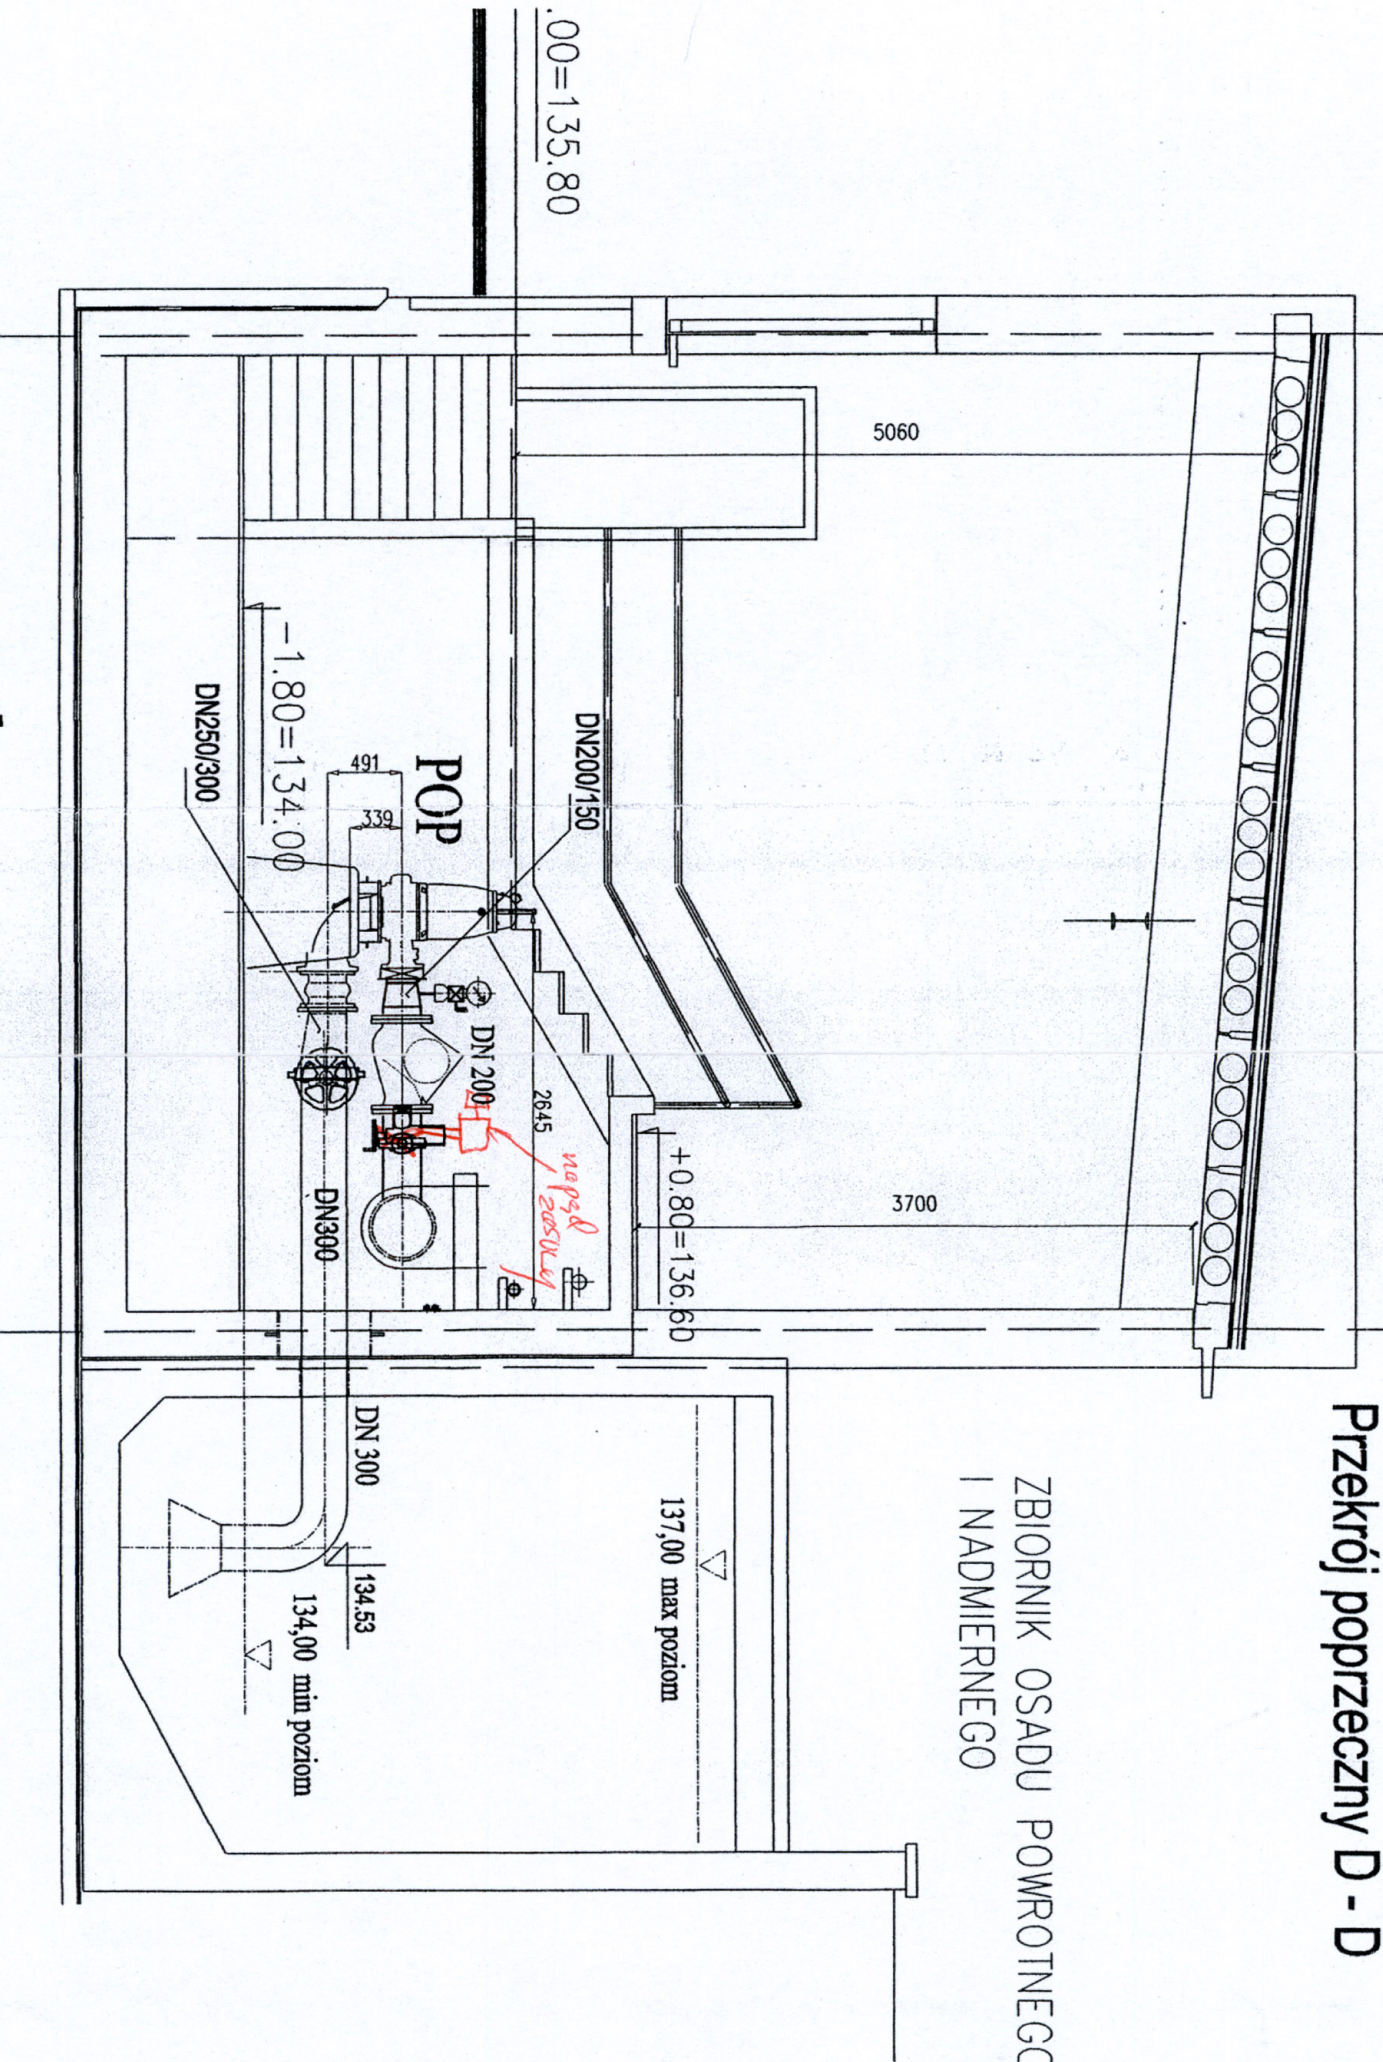 Przekrój poprzeczny D - D
ZBIORNIK OSADU POWROTNEGO
I NADMIERNEGO
.00=135.80
5060
3700
+0.80=136.60
137,00 max poziom
DN200/150
2645
napęd
zasuwy
DN 200
POP
491
339
-1.80=134.00
DN250/300
DN300
DN 300
134.53
134,00 min poziom